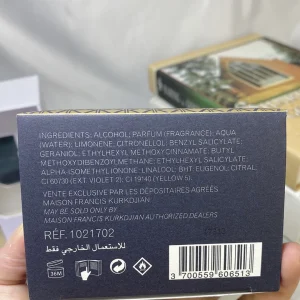 INGREDIENTS: ALCOHOL; PARFUM (FRAGRANCE); AQUA
(WATER); LIMONENE; CITRONELLOL; BENZYL SALICYLATE;
GERANIOL; ETHYLHEXYL METHOXYCINNAMATE; BUTYL
METHOXYDIBENZOYLMETHANE; ETHYLHEXYL SALICYLATE;
ALPHA-ISOMETHYL IONONE; LINALOOL; BHT; EUGENOL; CITRAL;
CI 60730 (EXT. VIOLET 2); CI 19140 (YELLOW 5).
VENTE EXCLUSIVE PAR LES DÉPOSITAIRES AGRÉÉS
MAISON FRANCIS KURKDJIAN
MAY BE SOLD ONLY BY
MAISON FRANCIS KURKDJIAN AUTHORIZED DEALERS
RÉF. 1021702
للاستعمال الخارجي فقط
36M
3 700559 606513